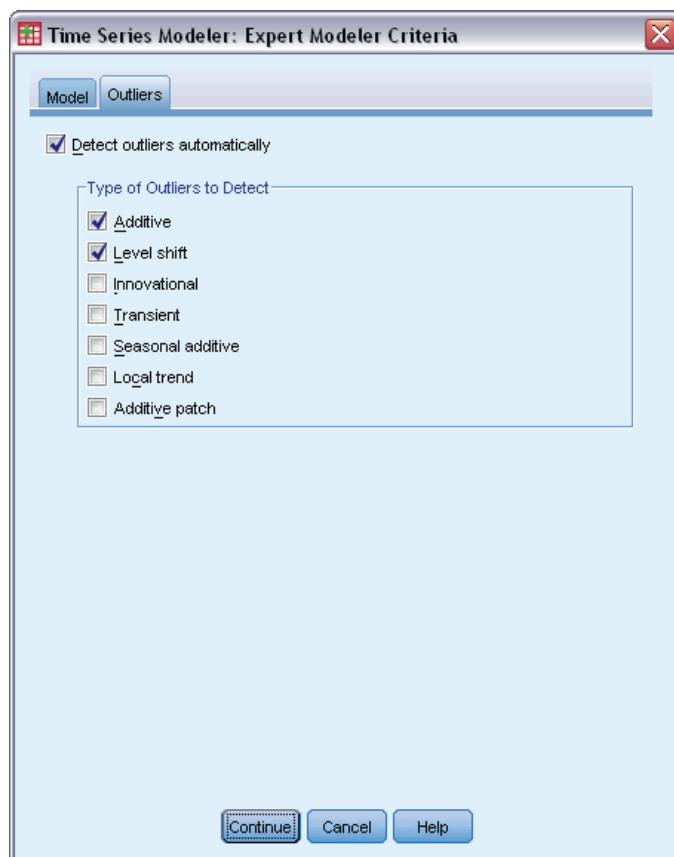 Time Series Modeler: Expert Modeler Criteria
Model Outliers
Detect outliers automatically
Type of Outliers to Detect
Additive
Level shift
Innovational
Transient
Seasonal additive
Local trend
Additive patch
Continue Cancel Help